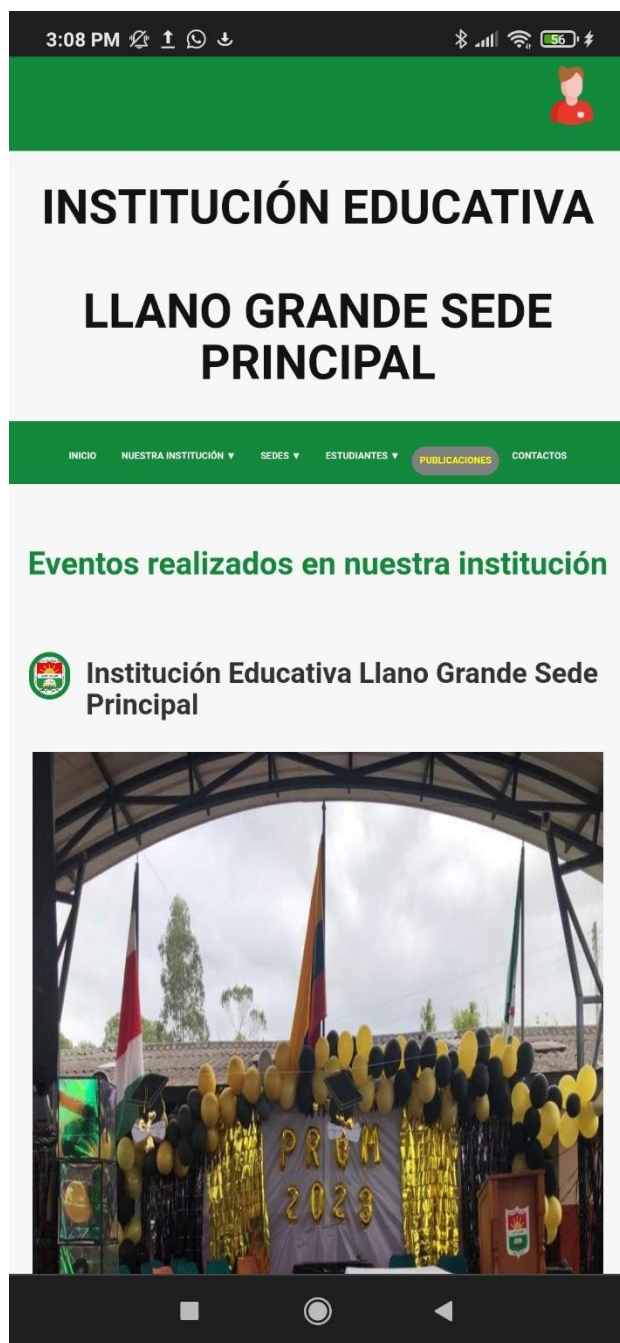 3:08 PM
56
INSTITUCIÓN EDUCATIVA
LLANO GRANDE SEDE
PRINCIPAL
INICIO NUESTRA INSTITUCIÓN ▼ SEDES ▼ ESTUDIANTES ▼ PUBLICACIONES CONTACTOS
Eventos realizados en nuestra institución
Institución Educativa Llano Grande Sede
Principal
PROM
2023